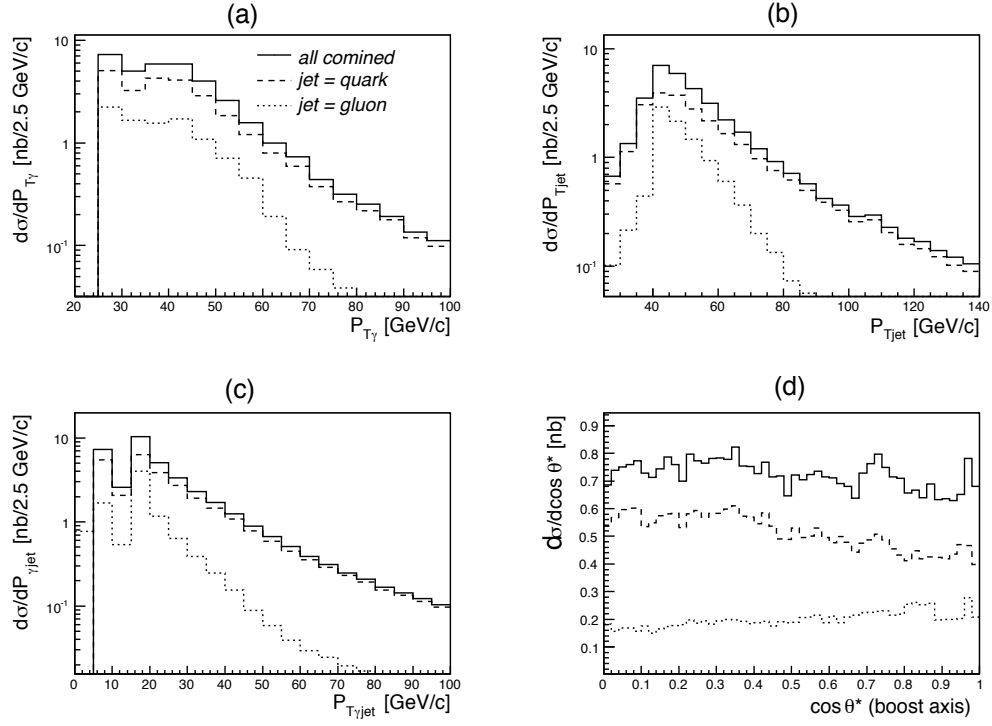 (a)
dσ/dP_Tγ [nb/2.5 GeV/c]
10
1
10⁻¹
all comined
jet = quark
jet = gluon
20 30 40 50 60 70 80 90 100
P_Tγ [GeV/c]
(b)
dσ/dP_Tjet [nb/2.5 GeV/c]
10
1
10⁻¹
40 60 80 100 120 140
P_Tjet [GeV/c]
(c)
dσ/dP_γjet [nb/2.5 GeV/c]
10
1
10⁻¹
0 10 20 30 40 50 60 70 80 90 100
P_Tγjet [GeV/c]
(d)
dσ/dcos θ* [nb]
0.9
0.8
0.7
0.6
0.5
0.4
0.3
0.2
0.1
0 0.1 0.2 0.3 0.4 0.5 0.6 0.7 0.8 0.9 1
cos θ* (boost axis)